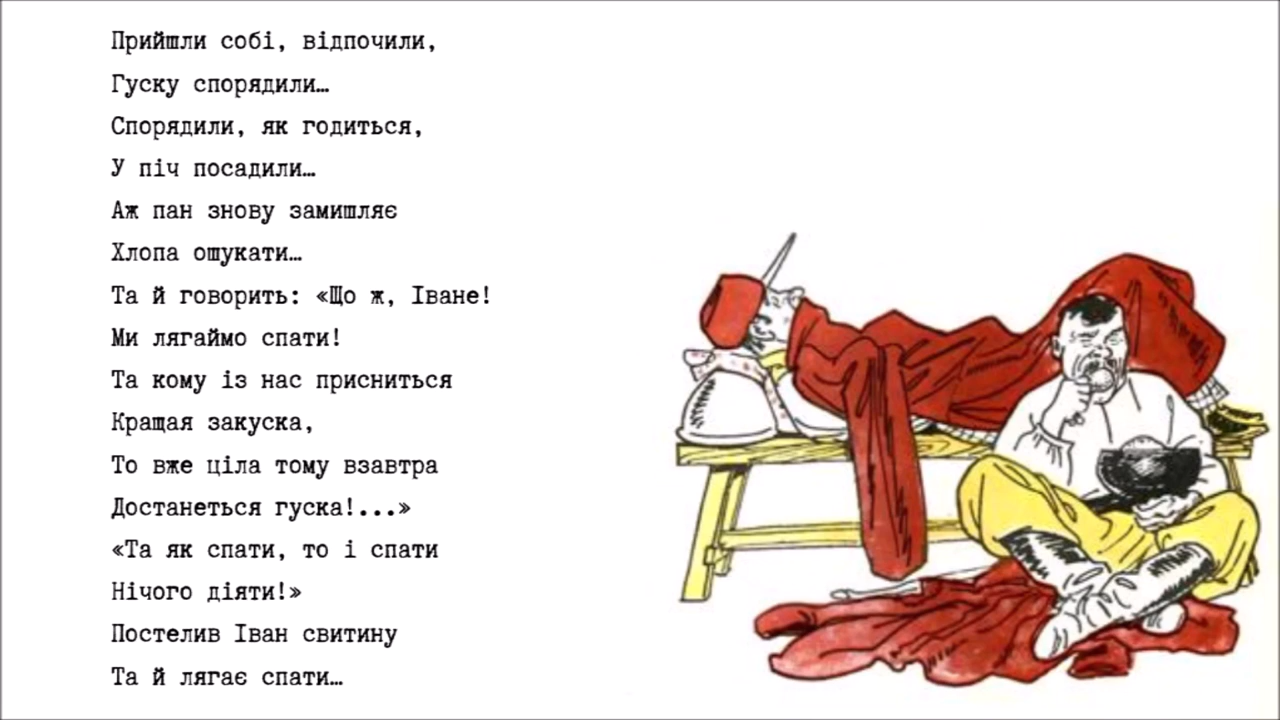 Прийшли собі, відпочили,
Гуску спорядили…
Спорядили, як годиться,
У піч посадили…
Аж пан знову замишляє
Хлопа ошукати…
Та й говорить: «Що ж, Іване!
Ми лягаймо спати!
Та кому із нас присниться
Кращая закуска,
То вже ціла тому взавтра
Достанеться гуска!...»
«Та як спати, то і спати
Нічого діяти!»
Постелив Іван свитину
Та й лягає спати…